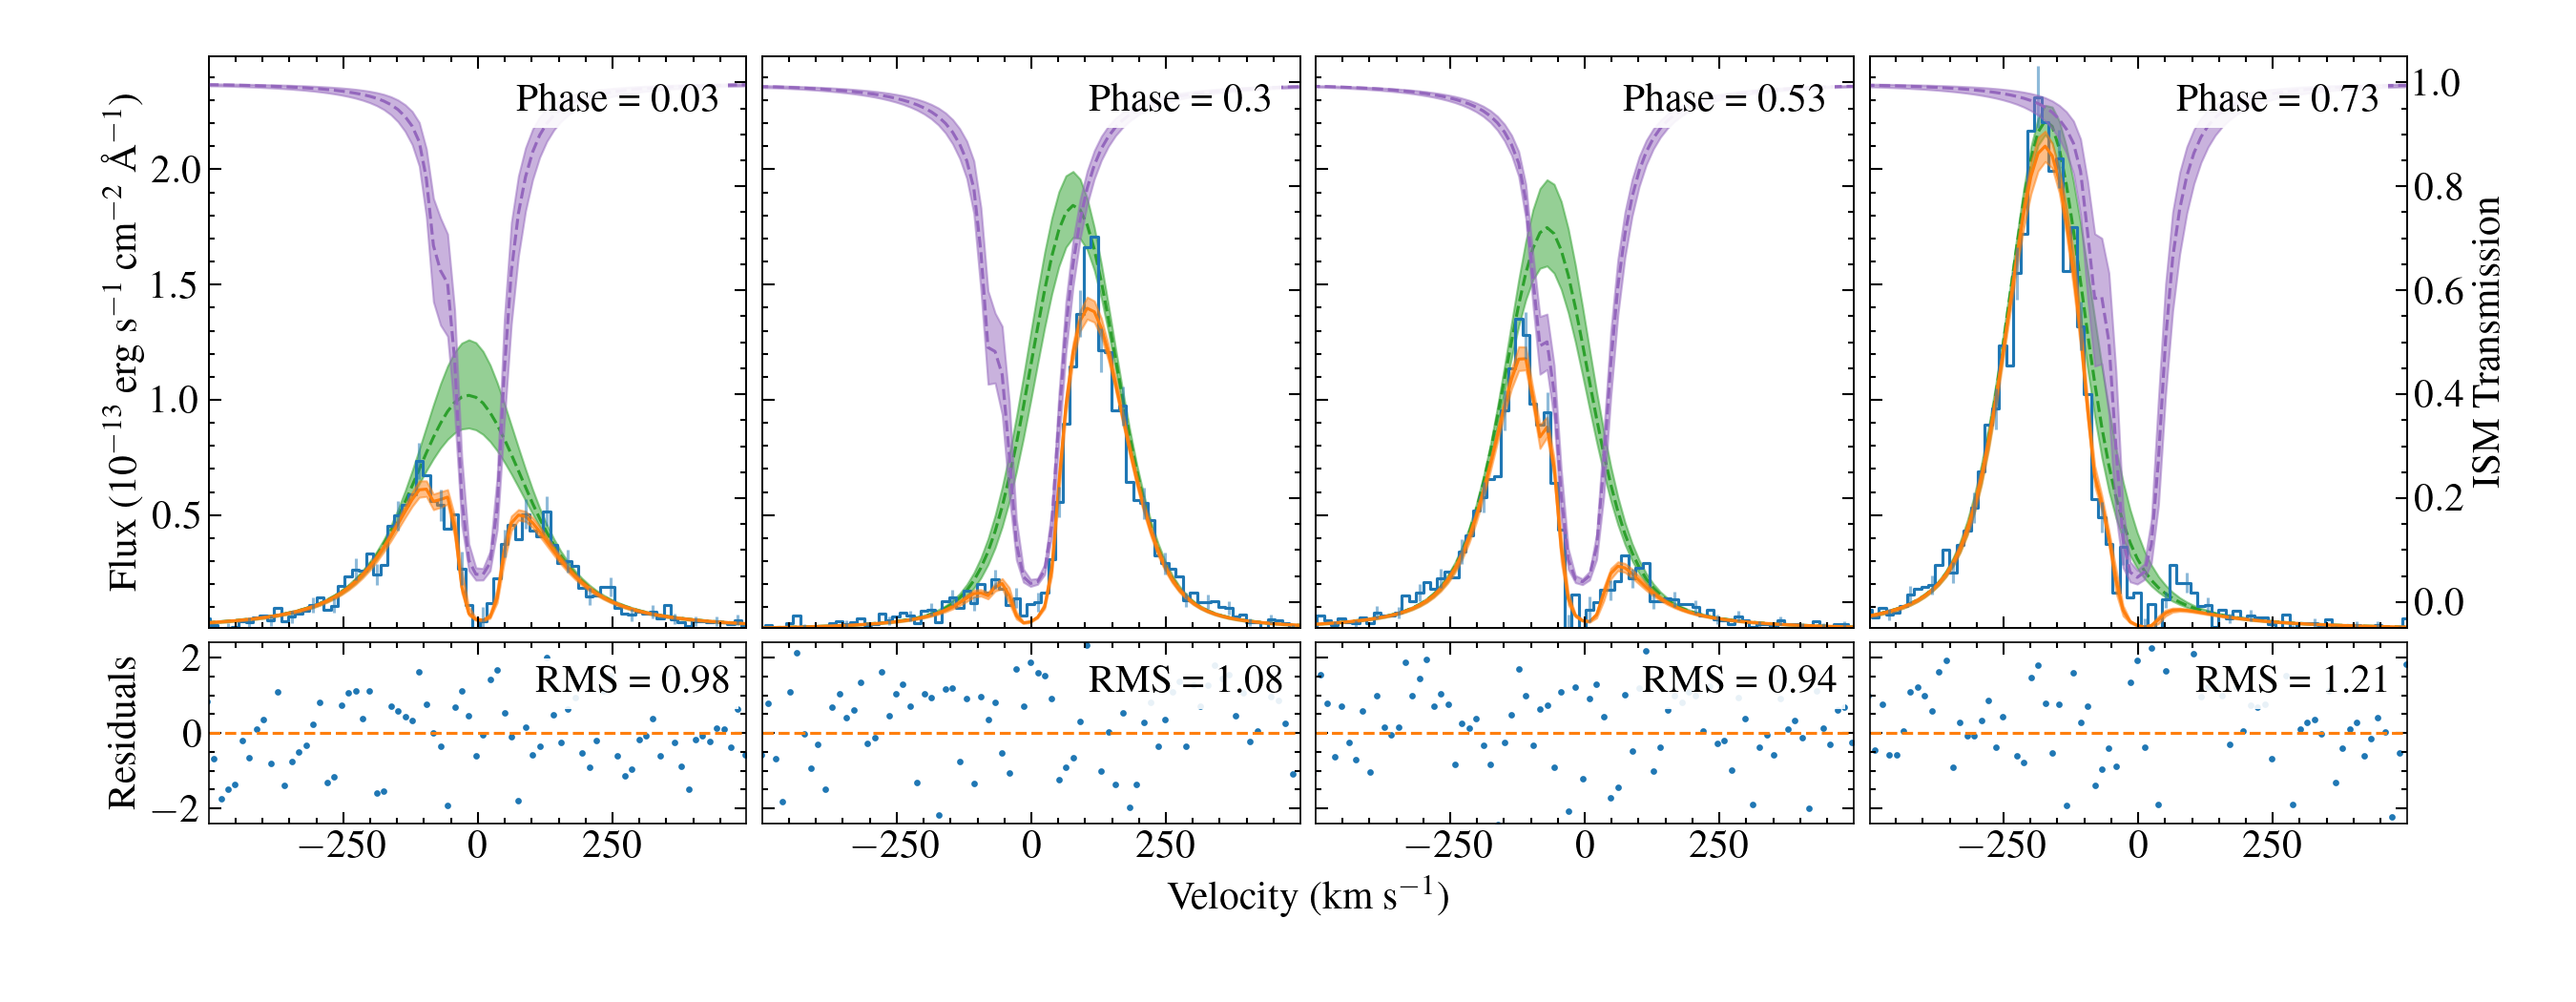 Phase = 0.03
Phase = 0.3
Phase = 0.53
Phase = 0.73
Flux (10⁻¹³ erg s⁻¹ cm⁻² Å⁻¹)
2.0
1.5
1.0
0.5
1.0
0.8
0.6
0.4
0.2
0.0
ISM Transmission
RMS = 0.98
RMS = 1.08
RMS = 0.94
RMS = 1.21
Residuals
2
0
−2
−250 0 250
−250 0 250
−250 0 250
−250 0 250
Velocity (km s⁻¹)